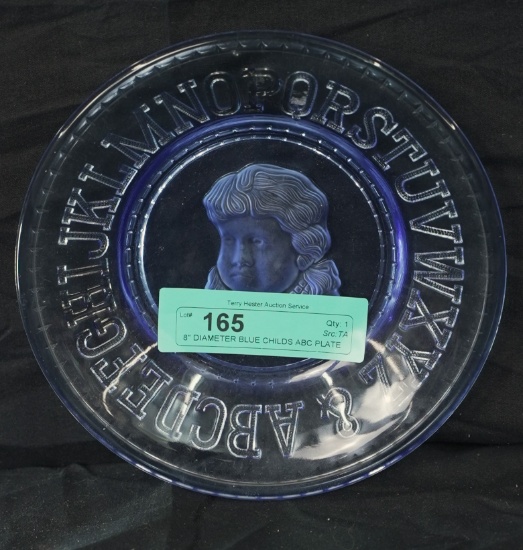 ABCDEFGHIJKLMNOPQRSTUVWXYZ &
Terry Hester Auction Service
Lot# 165 Qty: 1
Src:TA
8" DIAMETER BLUE CHILDS ABC PLATE